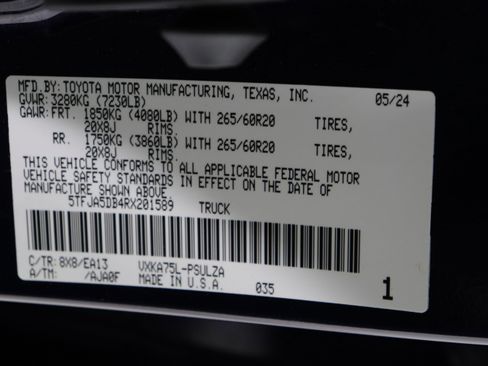 MFD.BY:TOYOTA MOTOR MANUFACTURING, TEXAS, INC. 05/24
GVWR:3280KG (7230LB)
GAWR:FRT. 1850KG (4080LB) WITH 265/60R20 TIRES,
20X8J RIMS.
RR. 1750KG (3860LB) WITH 265/60R20 TIRES,
20X8J RIMS.
THIS VEHICLE CONFORMS TO ALL APPLICABLE FEDERAL MOTOR
VEHICLE SAFETY STANDARDS IN EFFECT ON THE DATE OF
MANUFACTURE SHOWN ABOVE.
5TFJA5DB4RX201589 TRUCK
C/TR:8X8/EA13 VXKA75L-PSULZA
A/TM: /AJA0F MADE IN U.S.A. 035 1